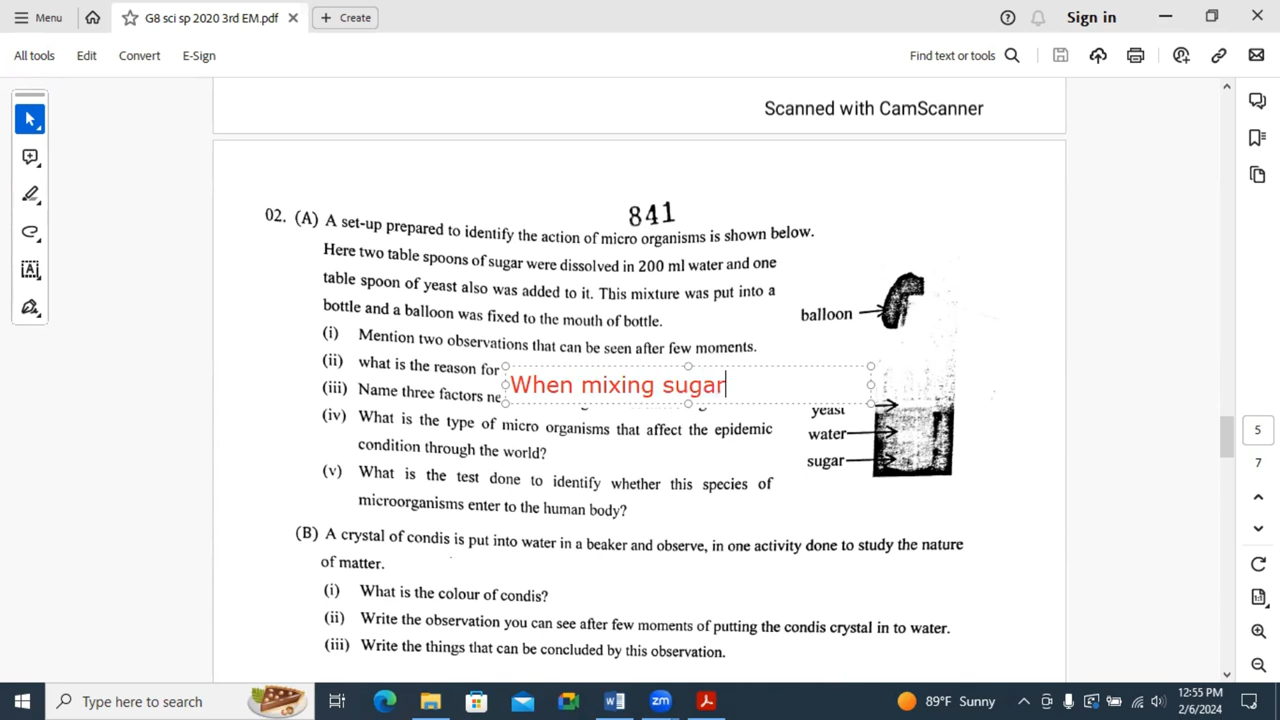 Menu
G8 sci sp 2020 3rd EM.pdf
Create
Sign in
All tools
Edit
Convert
E-Sign
Find text or tools
Scanned with CamScanner
841
02. (A) A set-up prepared to identify the action of micro organisms is shown below.
Here two table spoons of sugar were dissolved in 200 ml water and one
table spoon of yeast also was added to it. This mixture was put into a
bottle and a balloon was fixed to the mouth of bottle.
(i) Mention two observations that can be seen after few moments.
(ii) what is the reason for
When mixing sugar
(iii) Name three factors ne
(iv) What is the type of micro organisms that affect the epidemic
condition through the world?
(v) What is the test done to identify whether this species of
microorganisms enter to the human body?
balloon
yeast
water
sugar
(B) A crystal of condis is put into water in a beaker and observe, in one activity done to study the nature
of matter.
(i) What is the colour of condis?
(ii) Write the observation you can see after few moments of putting the condis crystal in to water.
(iii) Write the things that can be concluded by this observation.
5
7
Type here to search
89°F Sunny
12:55 PM
2/6/2024